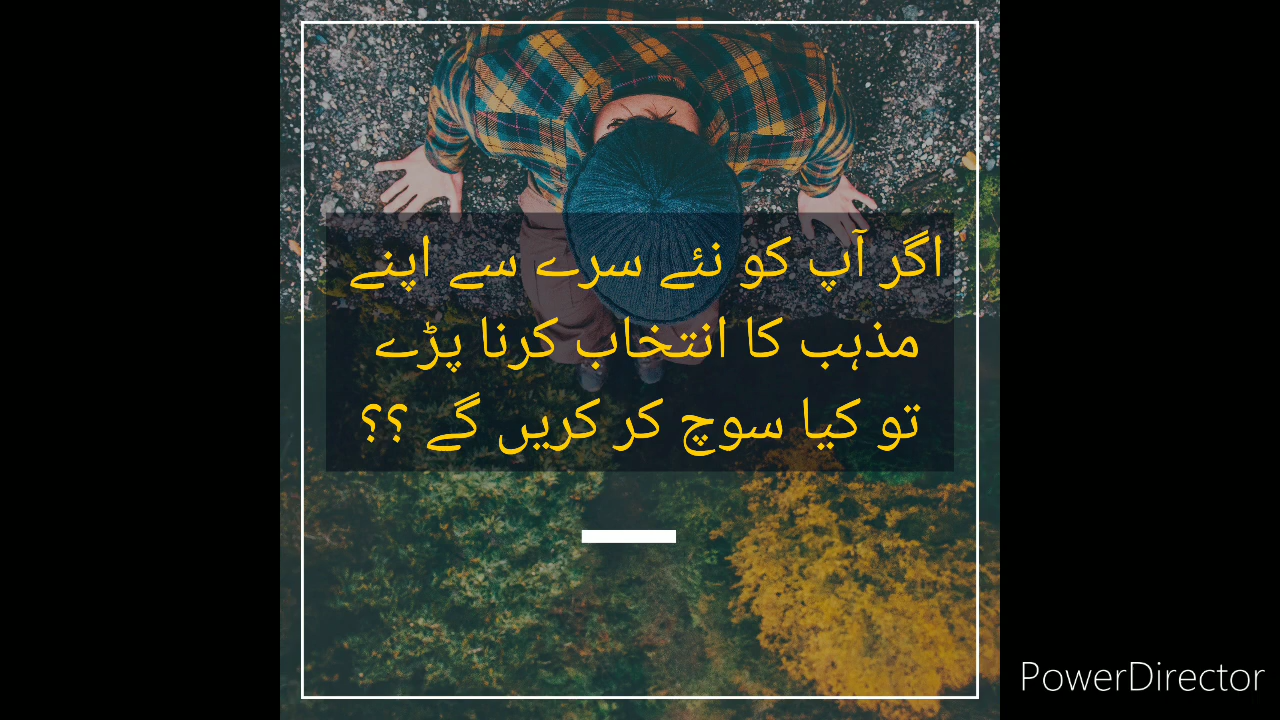 اگر آپ کو نئے سرے سے اپنے
مذہب کا انتخاب کرنا پڑے
تو کیا سوچ کر کریں گے ؟؟
PowerDirector